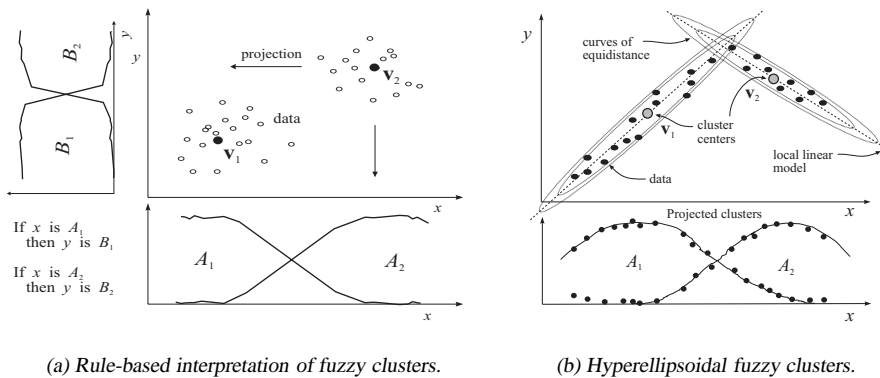 B₂
B₁
y
projection
v₂
data
v₁
x
A₁
A₂
x
If x is A₁
then y is B₁
If x is A₂
then y is B₂
(a) Rule-based interpretation of fuzzy clusters.
y
curves of
equidistance
v₂
v₁
cluster
centers
data
local linear
model
x
Projected clusters
A₁
A₂
x
(b) Hyperellipsoidal fuzzy clusters.